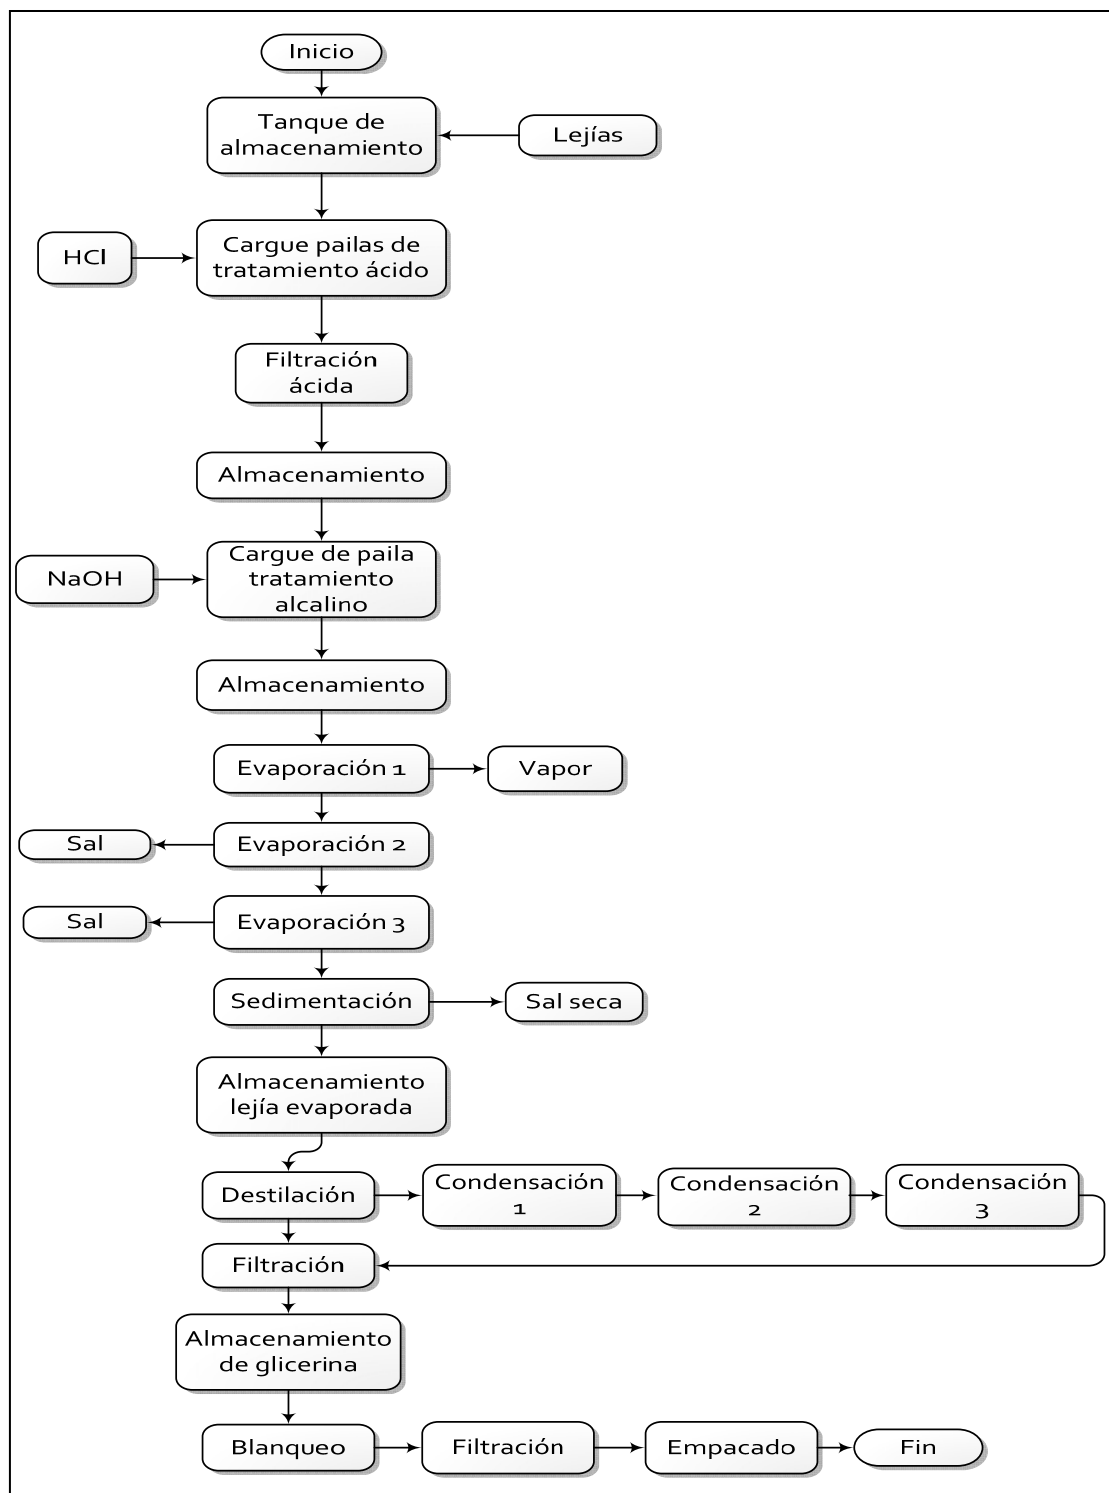 Inicio
Tanque de
almacenamiento
Lejías
HCl
Cargue pailas de
tratamiento ácido
Filtración
ácida
Almacenamiento
NaOH
Cargue de paila
tratamiento
alcalino
Almacenamiento
Evaporación 1
Vapor
Sal
Evaporación 2
Sal
Evaporación 3
Sedimentación
Sal seca
Almacenamiento
lejía evaporada
Destilación
Condensación
1
Condensación
2
Condensación
3
Filtración
Almacenamiento
de glicerina
Blanqueo
Filtración
Empacado
Fin